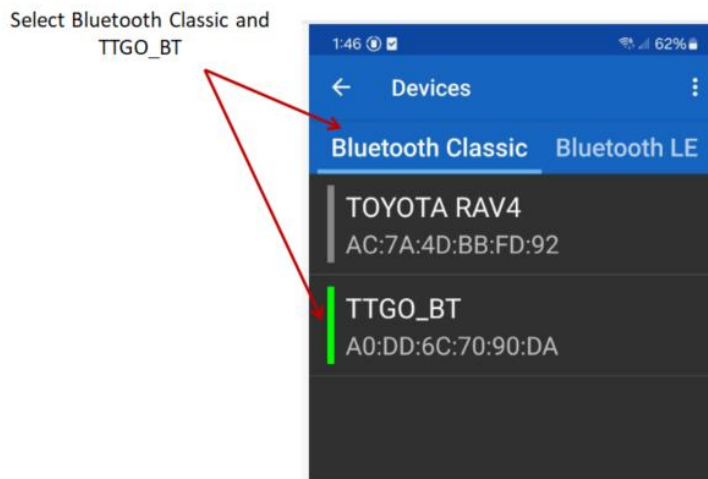 Select Bluetooth Classic and
TTGO_BT
1:46 62%
Devices
Bluetooth Classic Bluetooth LE
TOYOTA RAV4
AC:7A:4D:BB:FD:92
TTGO_BT
A0:DD:6C:70:90:DA